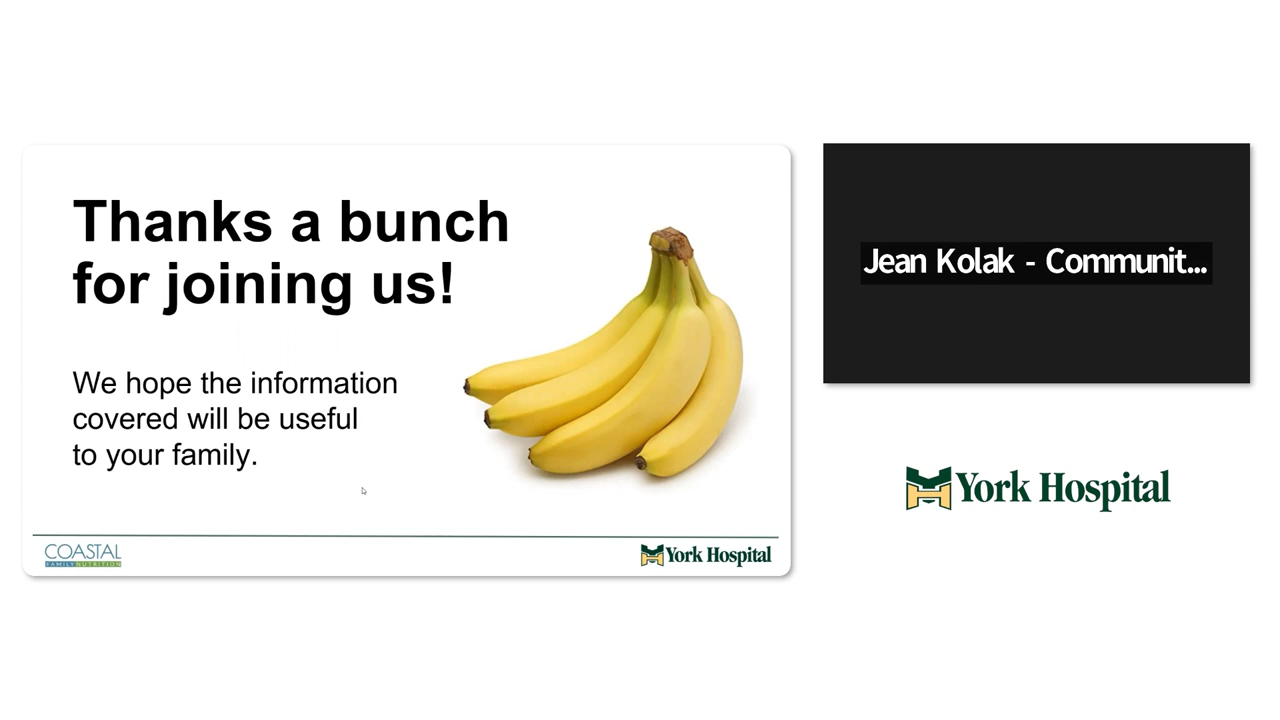 Thanks a bunch
for joining us!
We hope the information
covered will be useful
to your family.
COASTAL
FAMILY NUTRITION
York Hospital
Jean Kolak - Communit...
York Hospital